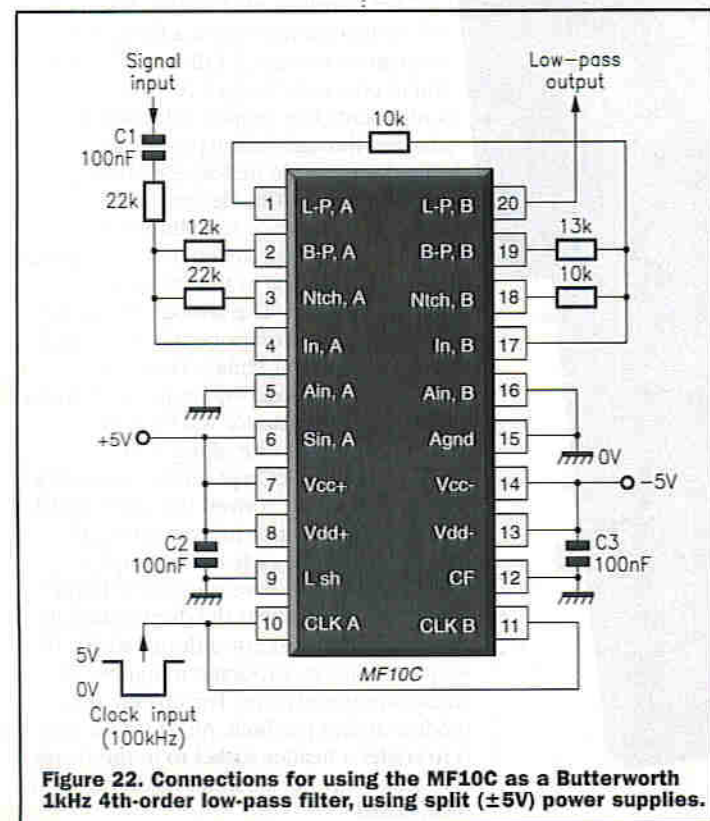 Signal
input
Low-pass
output
C1
100nF
10k
22k
12k
22k
13k
10k
1 L-P, A L-P, B 20
2 B-P, A B-P, B 19
3 Ntch, A Ntch, B 18
4 In, A In, B 17
5 Ain, A Ain, B 16
+5V 6 Sin, A Agnd 15 0V
7 Vcc+ Vcc- 14 -5V
8 Vdd+ Vdd- 13
C2
100nF
C3
100nF
9 L sh CF 12
10 CLK A CLK B 11
MF10C
5V
0V
Clock input
(100kHz)
Figure 22. Connections for using the MF10C as a Butterworth
1kHz 4th-order low-pass filter, using split (±5V) power supplies.